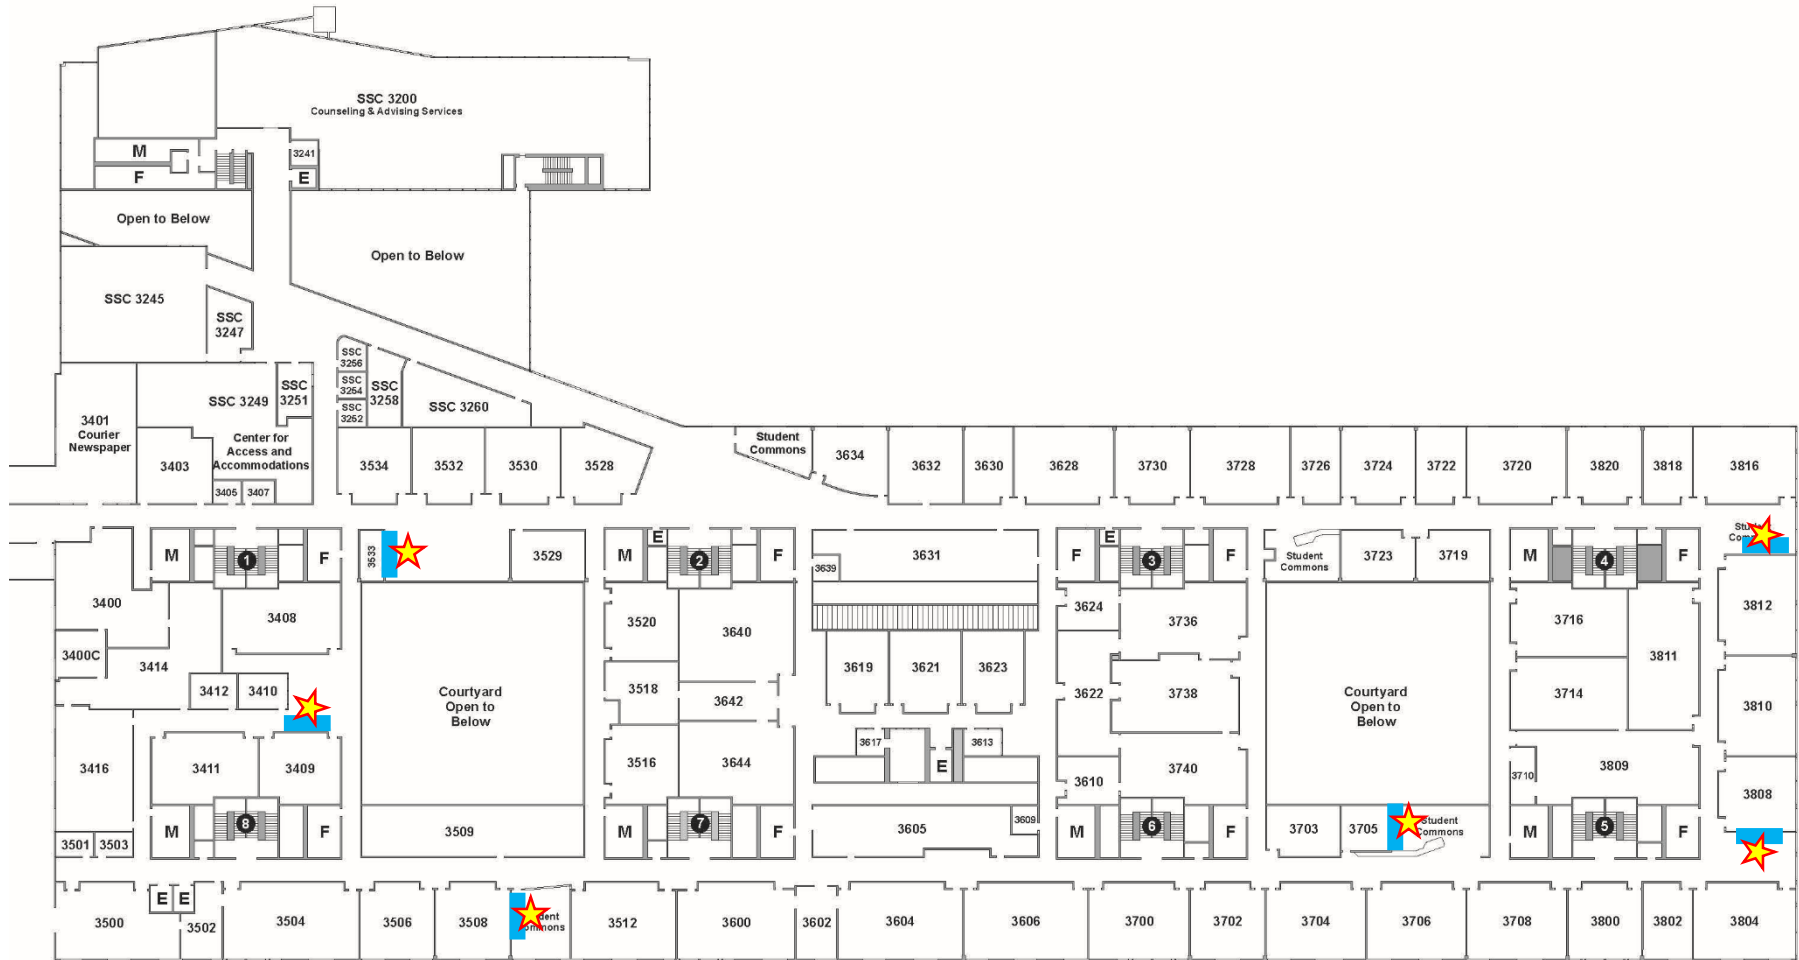 SSC 3200
Counseling & Advising Services
M
F
3241
E
Open to Below
Open to Below
SSC 3245
SSC
3247
SSC
3256
SSC
3254
SSC
3252
SSC
3258
SSC 3260
SSC
3251
SSC 3249
Center for
Access and
Accommodations
3401
Courier
Newspaper
3403
3405
3407
3534
3532
3530
3528
Student
Commons
3634
3632
3630
3628
3730
3728
3726
3724
3722
3720
3820
3818
3816
M
1
F
3533
3529
M
E
2
F
3631
3639
F
E
3
F
Student
Commons
3723
3719
M
4
F
3400
3408
3400C
3414
3412
3410
3416
3411
3409
M
8
F
3501
3503
Courtyard
Open to
Below
3509
3520
3640
3518
3642
3516
3644
M
7
F
3619
3621
3623
3617
3613
E
3605
3609
3624
3736
3622
3738
3610
3740
M
6
F
Courtyard
Open to
Below
3703
3705
Student
Commons
3716
3811
3714
3710
3809
M
5
F
3812
3810
3808
3500
E
E
3502
3504
3506
3508
3512
3600
3602
3604
3606
3700
3702
3704
3706
3708
3800
3802
3804